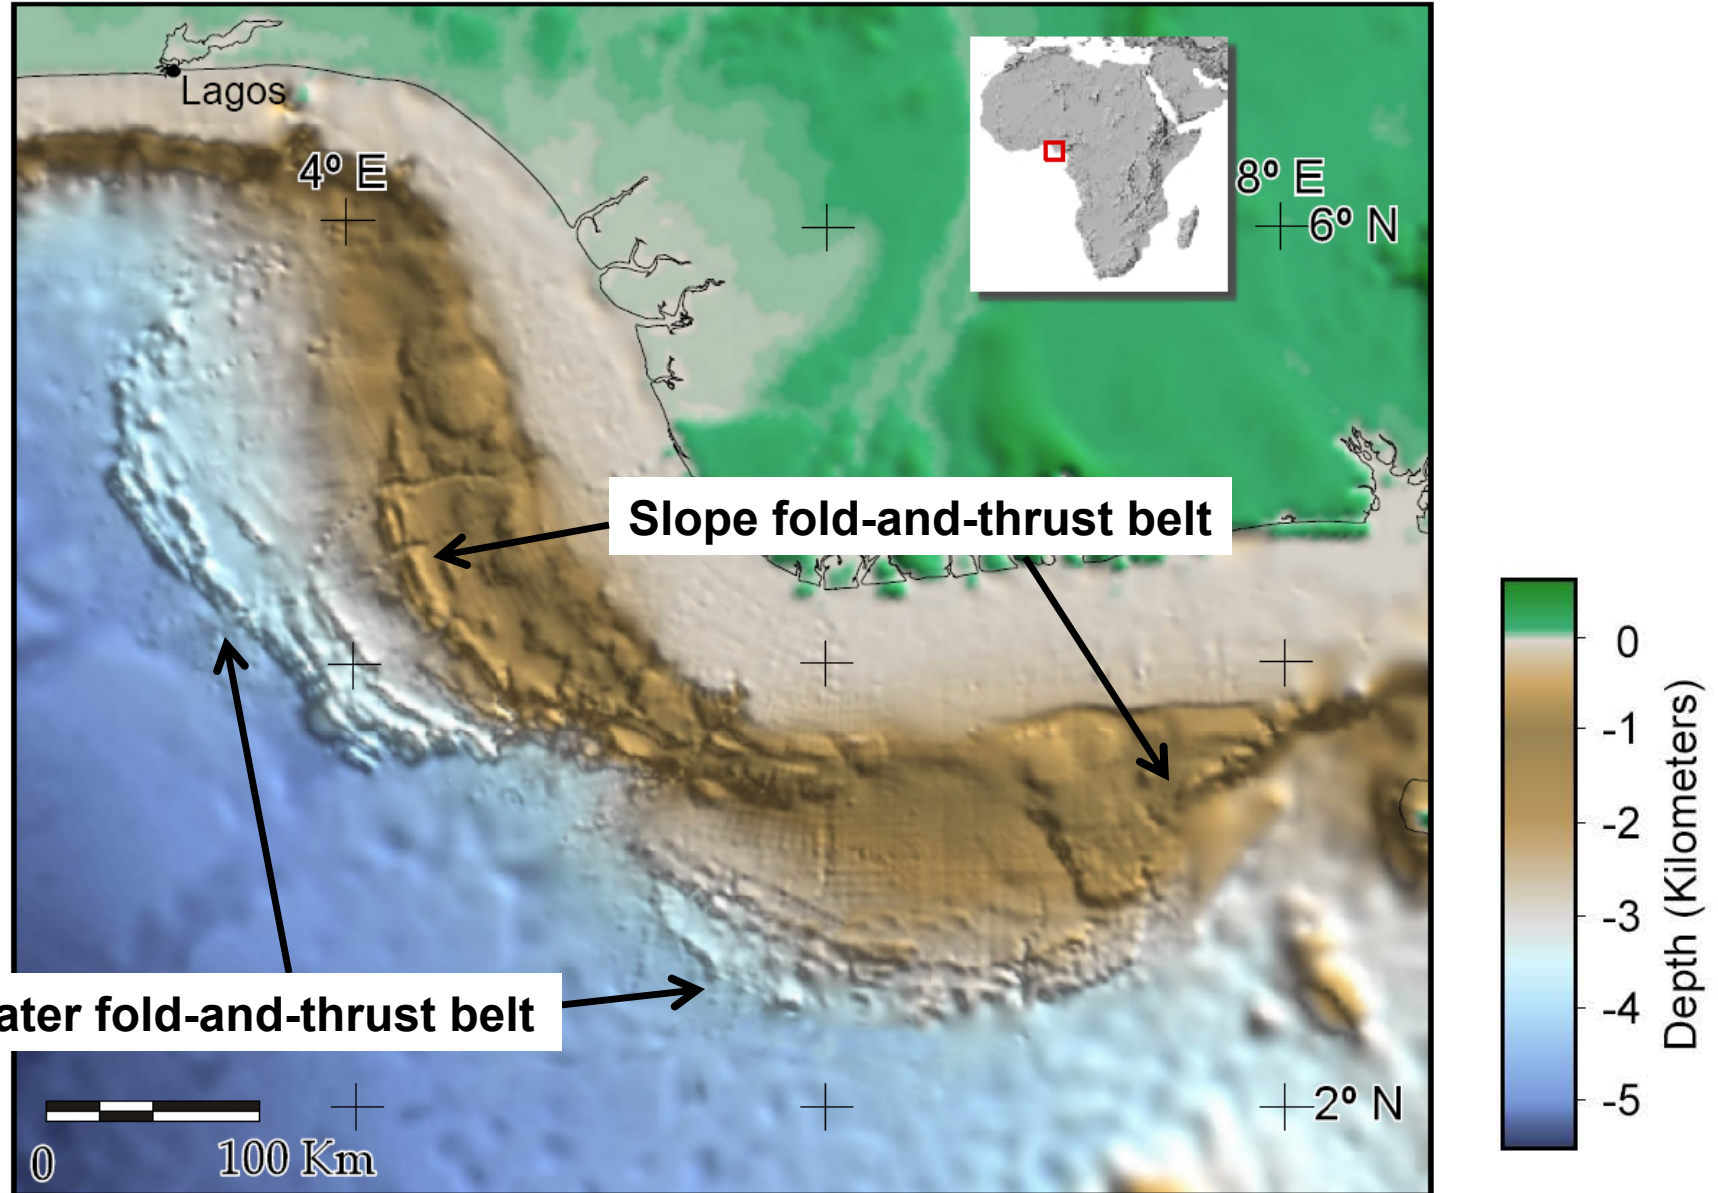 Lagos
4º E
8º E
6º N
Slope fold-and-thrust belt
0
-1
-2
-3
-4
-5
Depth (Kilometers)
ater fold-and-thrust belt
2º N
0
100 Km